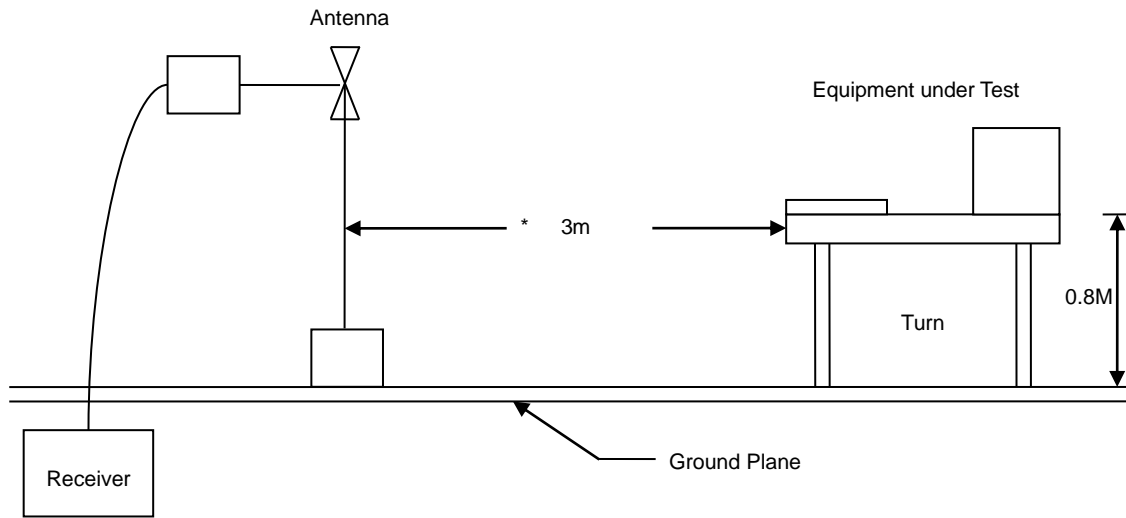 Antenna
Equipment under Test
* 3m
0.8M
Turn
Ground Plane
Receiver